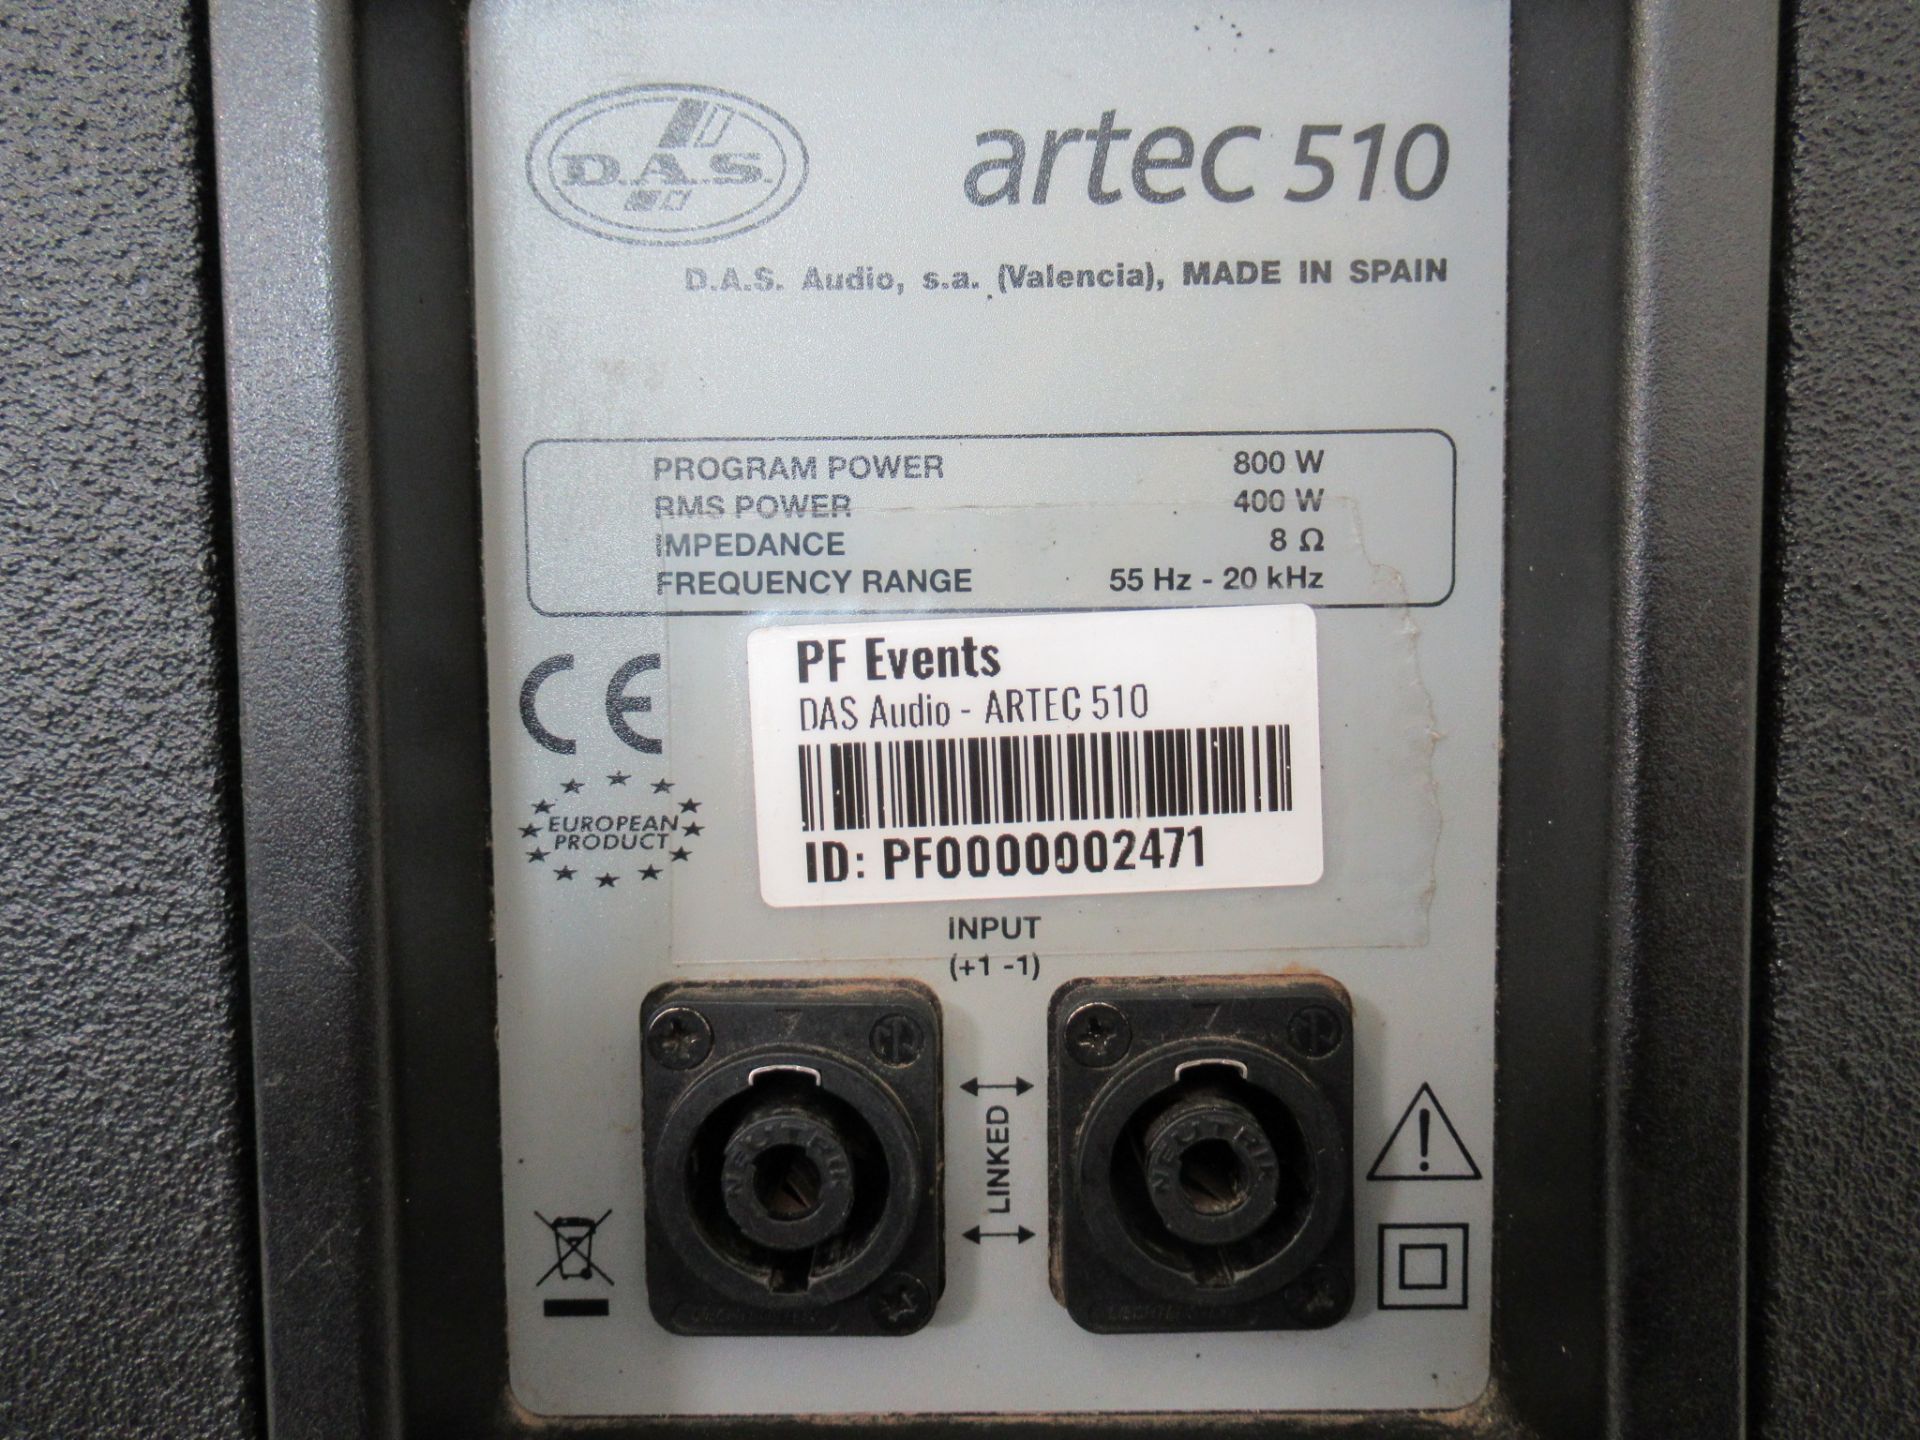 D.A.S.
artec 510
D.A.S. Audio, s.a. (Valencia), MADE IN SPAIN
PROGRAM POWER 800 W
RMS POWER 400 W
IMPEDANCE 8 Ω
FREQUENCY RANGE 55 Hz - 20 kHz
PF Events
DAS Audio - ARTEC 510
ID: PF0000002471
CE
EUROPEAN
PRODUCT
INPUT
(+1 -1)
LINKED
NEUTRIK
NEUTRIK